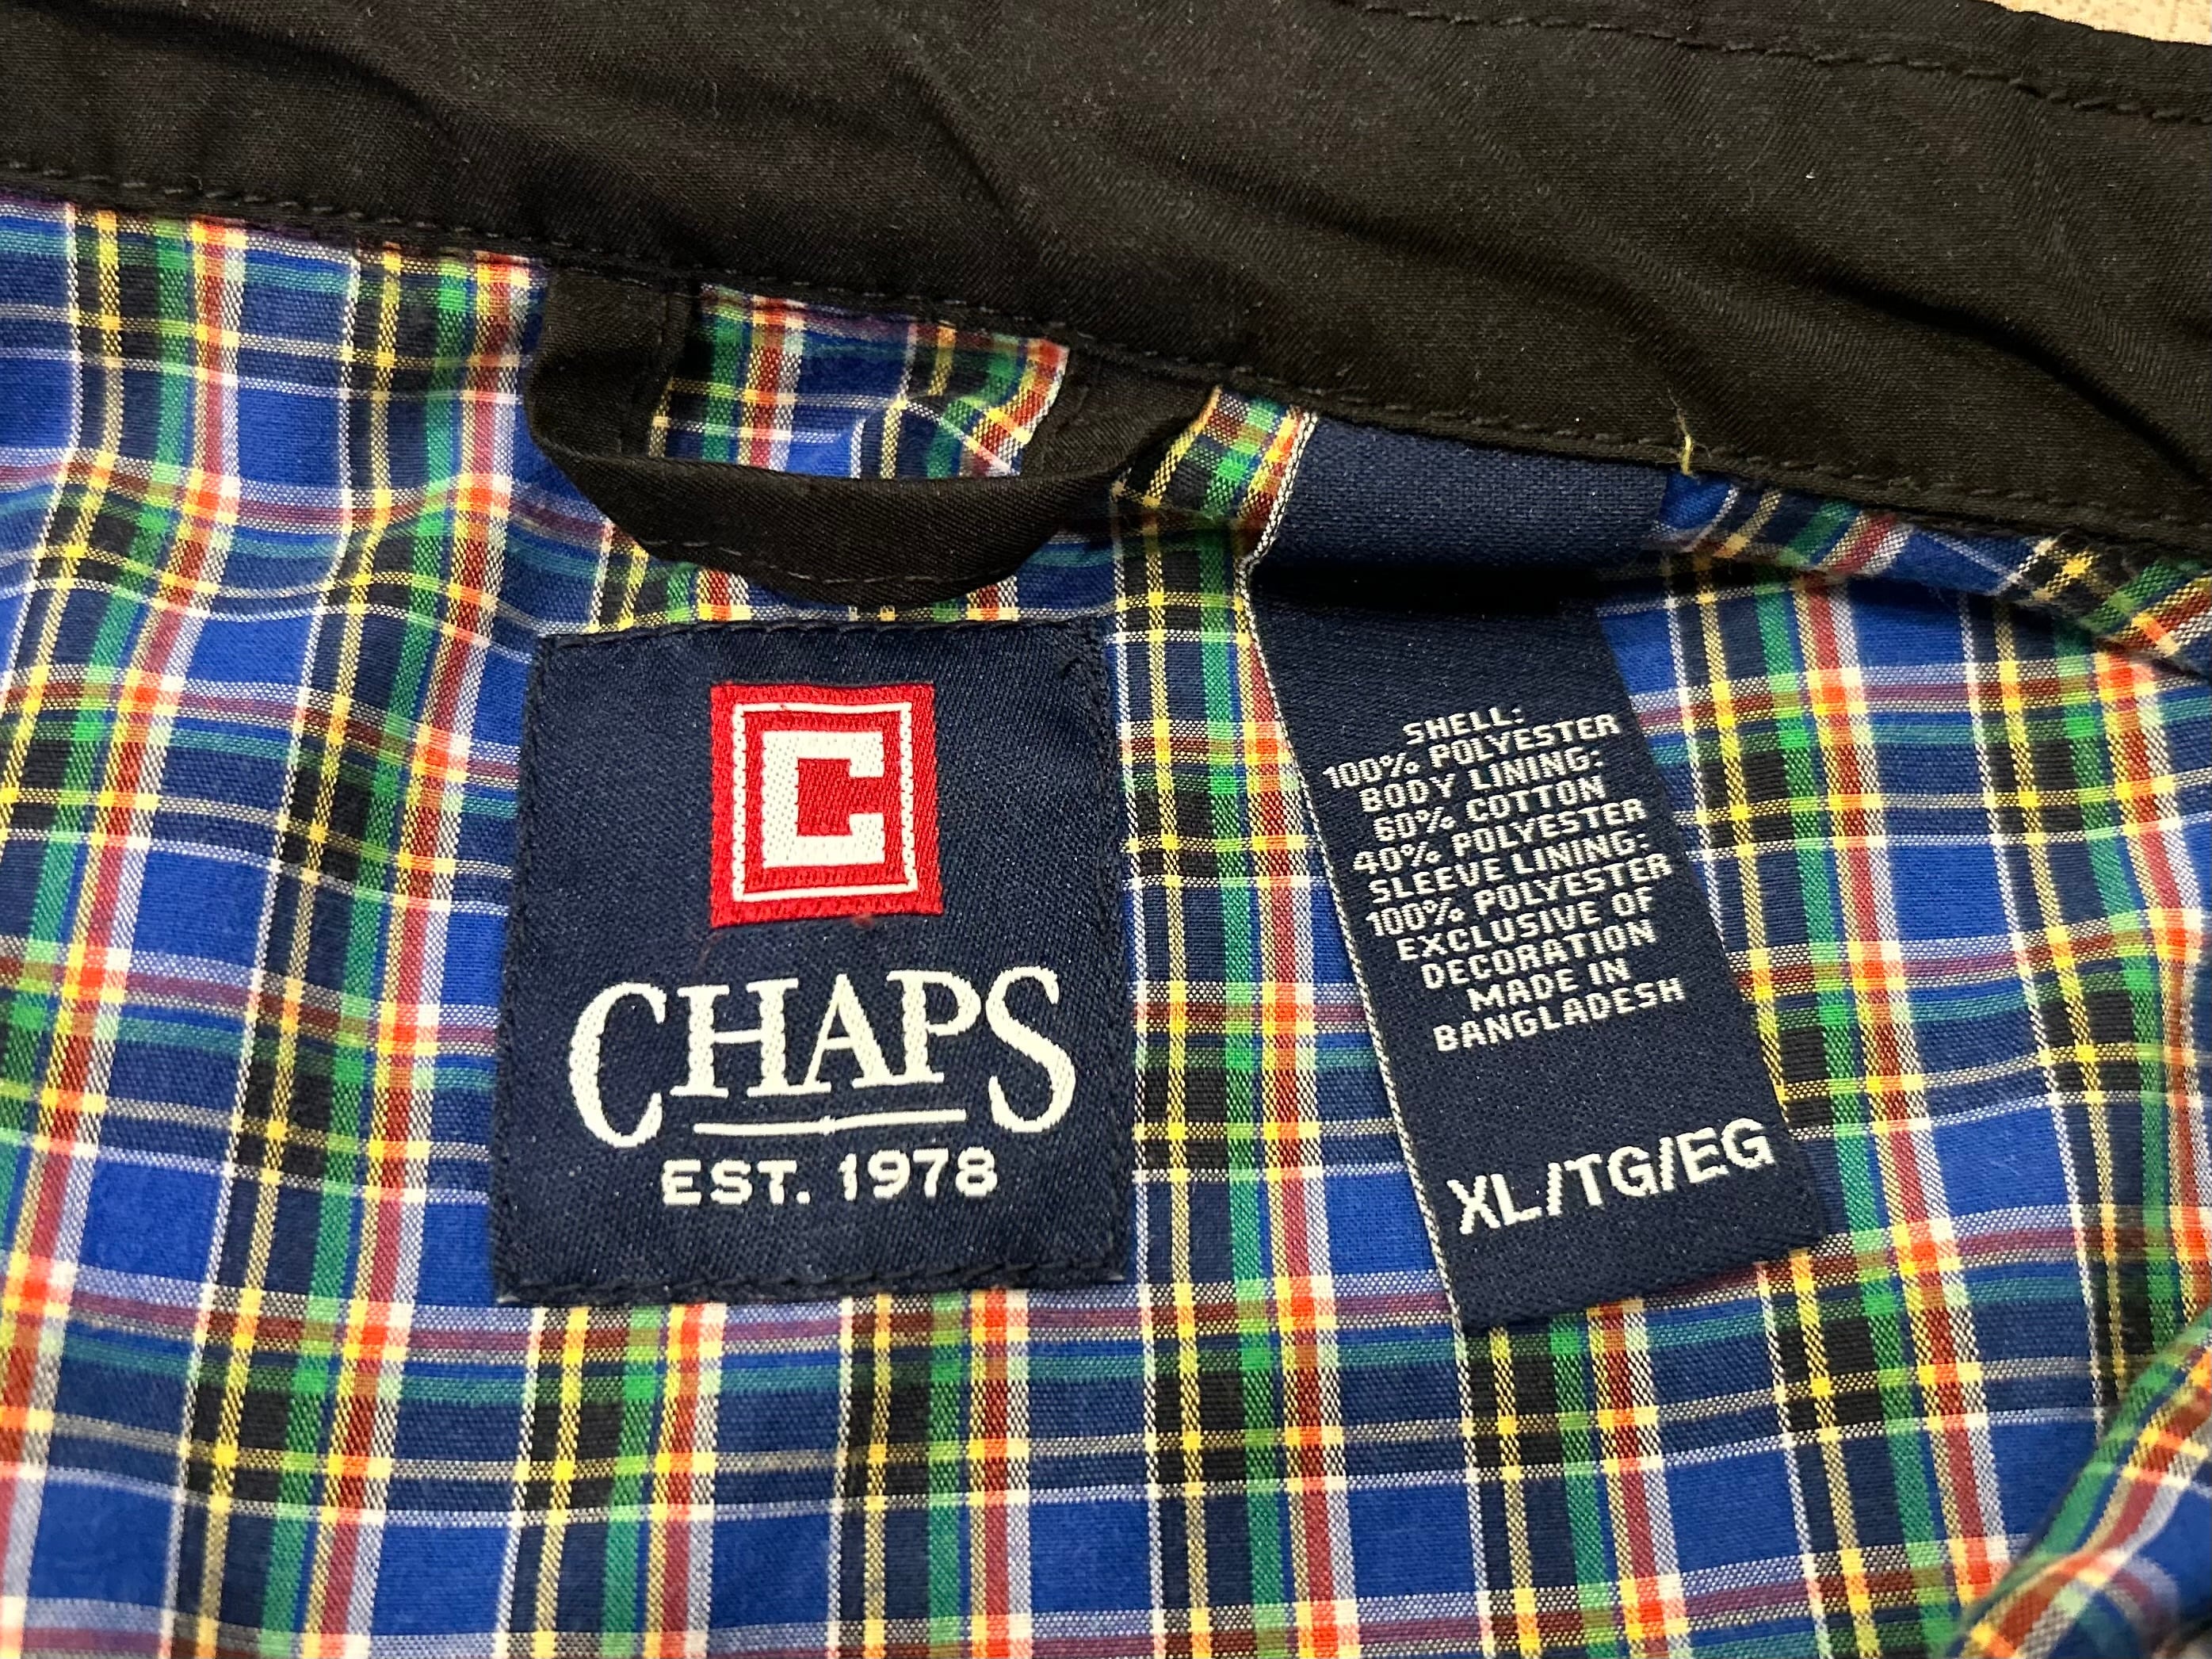 C
CHAPS
EST. 1978
SHELL:
100% POLYESTER
BODY LINING:
60% COTTON
40% POLYESTER
SLEEVE LINING:
100% POLYESTER
EXCLUSIVE OF
DECORATION
MADE IN
BANGLADESH
XL/TG/EG